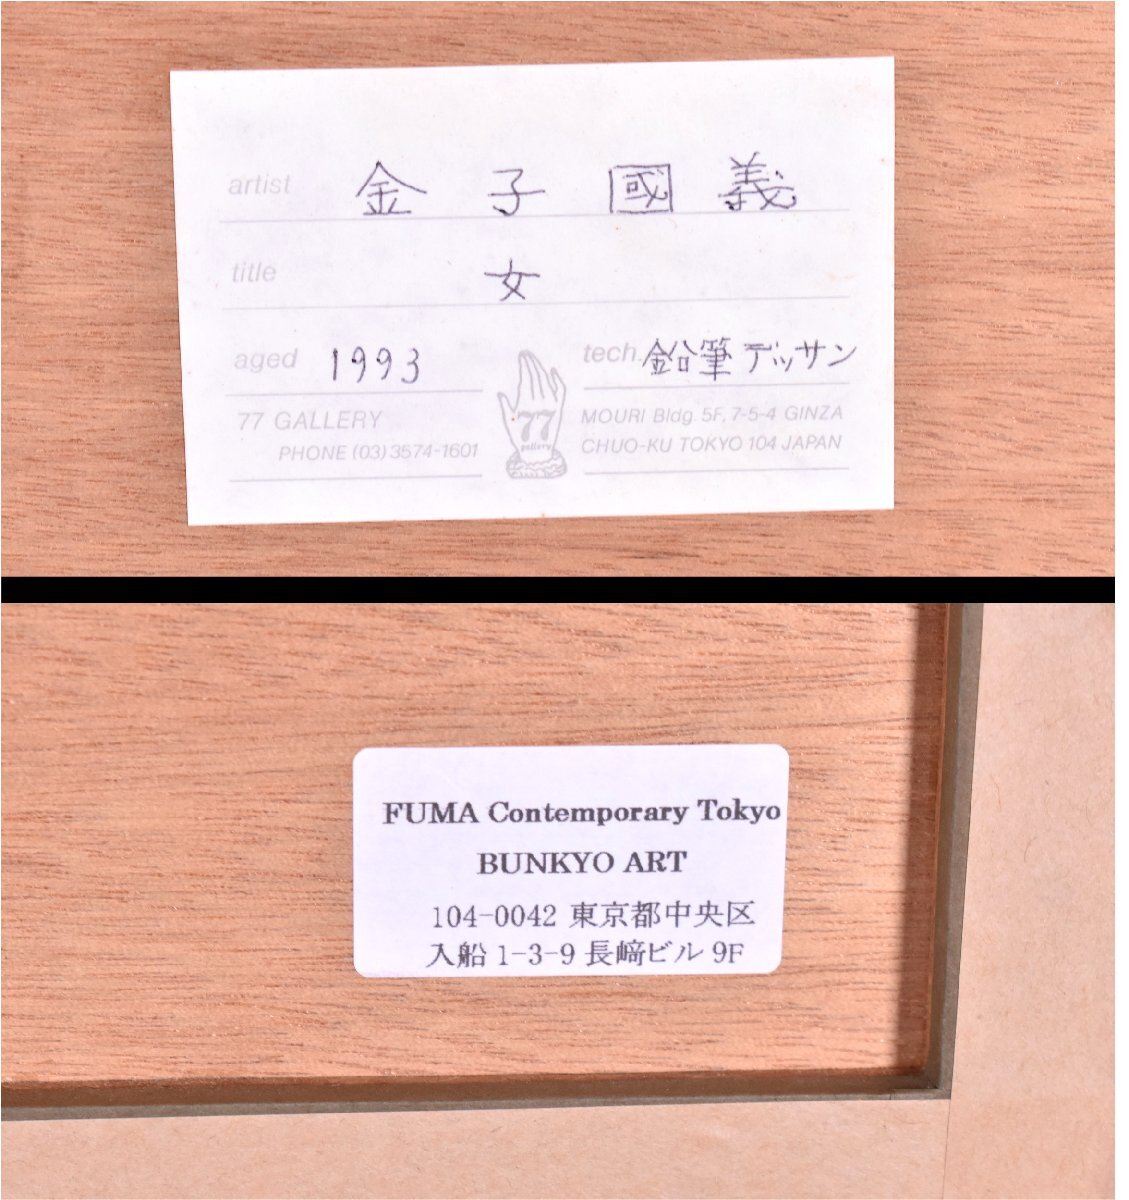 artist 金子國義
title 女
aged 1993
tech. 鉛筆デッサン
77 GALLERY
PHONE (03) 3574-1601
77
gallery
MOURI Bldg. 5F, 7-5-4 GINZA
CHUO-KU TOKYO 104 JAPAN
FUMA Contemporary Tokyo
BUNKYO ART
104-0042 東京都中央区
入船 1-3-9 長﨑ビル 9F